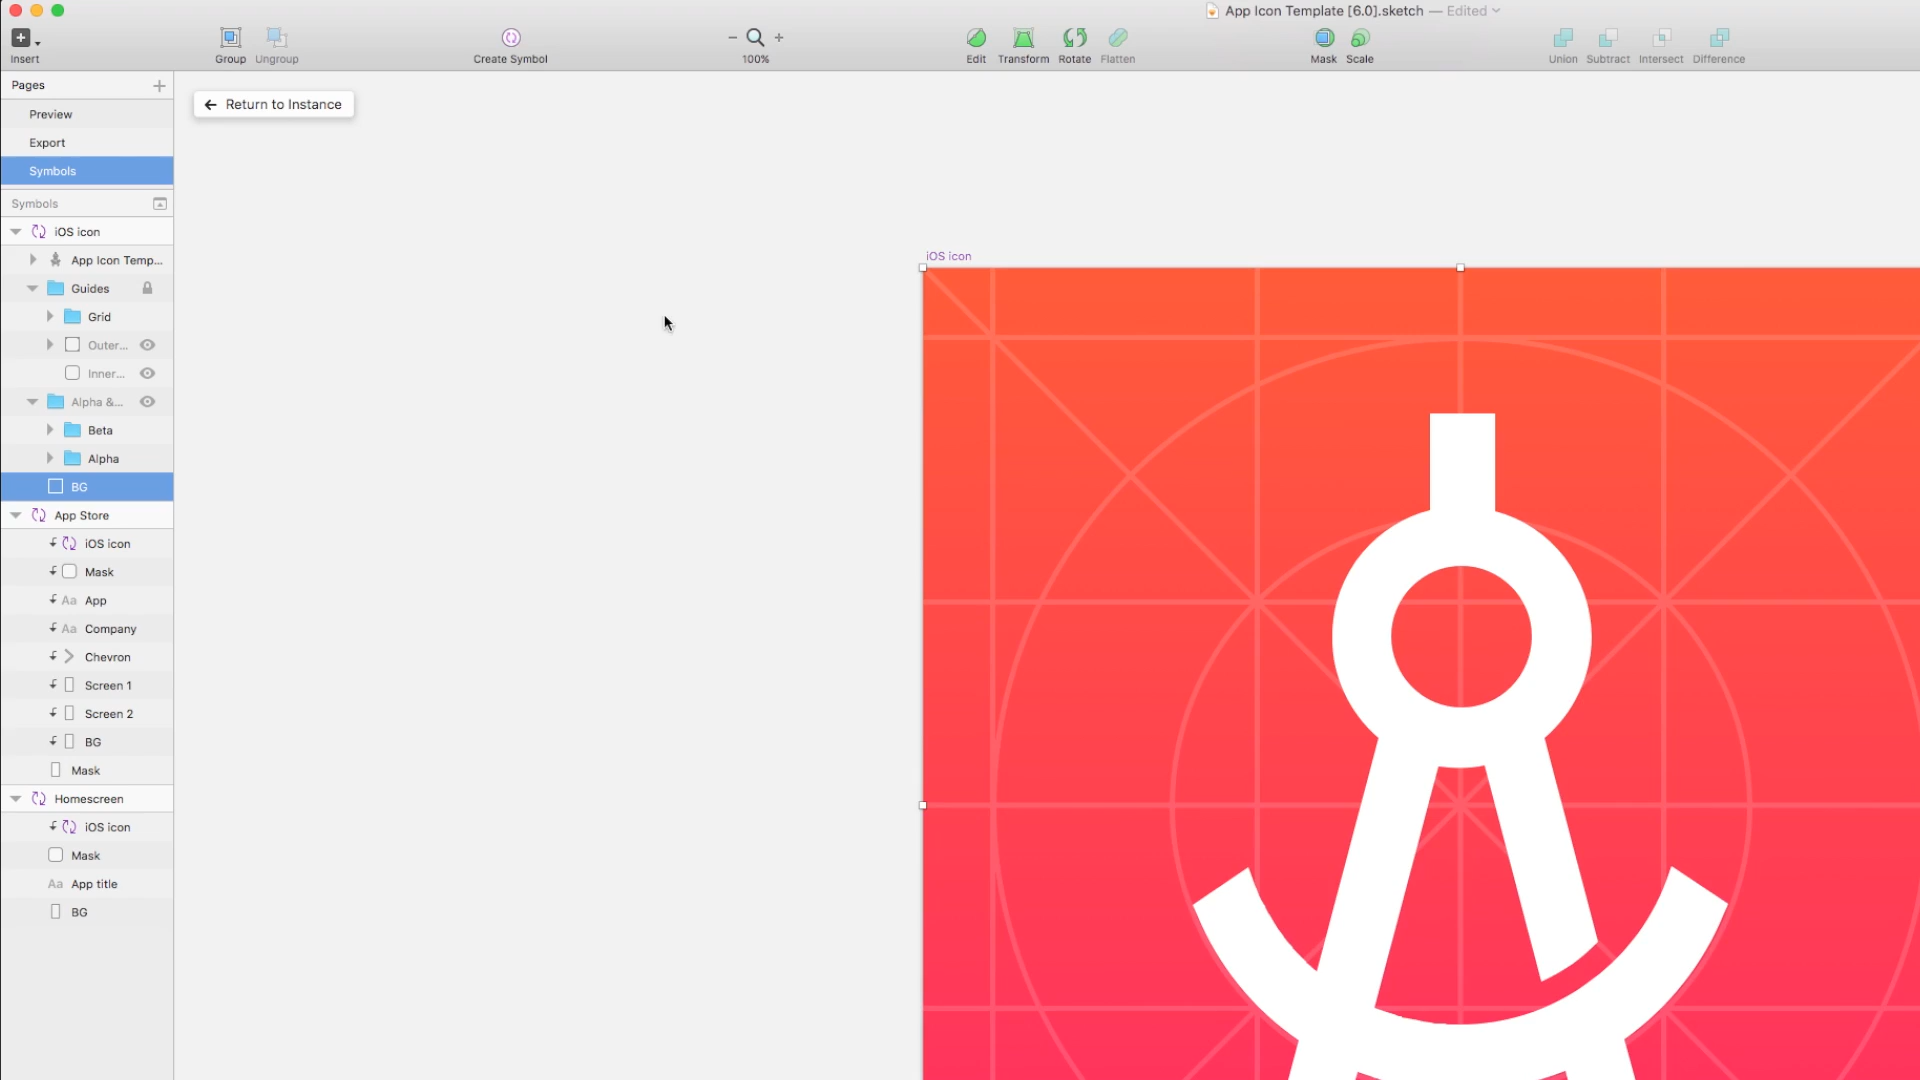 App Icon Template [6.0].sketch — Edited
Insert
Group
Ungroup
Create Symbol
100%
Edit
Transform
Rotate
Flatten
Mask
Scale
Union
Subtract
Intersect
Difference
Pages
Preview
Export
Symbols
Symbols
iOS icon
App Icon Temp...
Guides
Grid
Outer...
Inner...
Alpha &...
Beta
Alpha
BG
App Store
iOS icon
Mask
Aa App
Aa Company
Chevron
Screen 1
Screen 2
BG
Mask
Homescreen
iOS icon
Mask
Aa App title
BG
Return to Instance
iOS icon